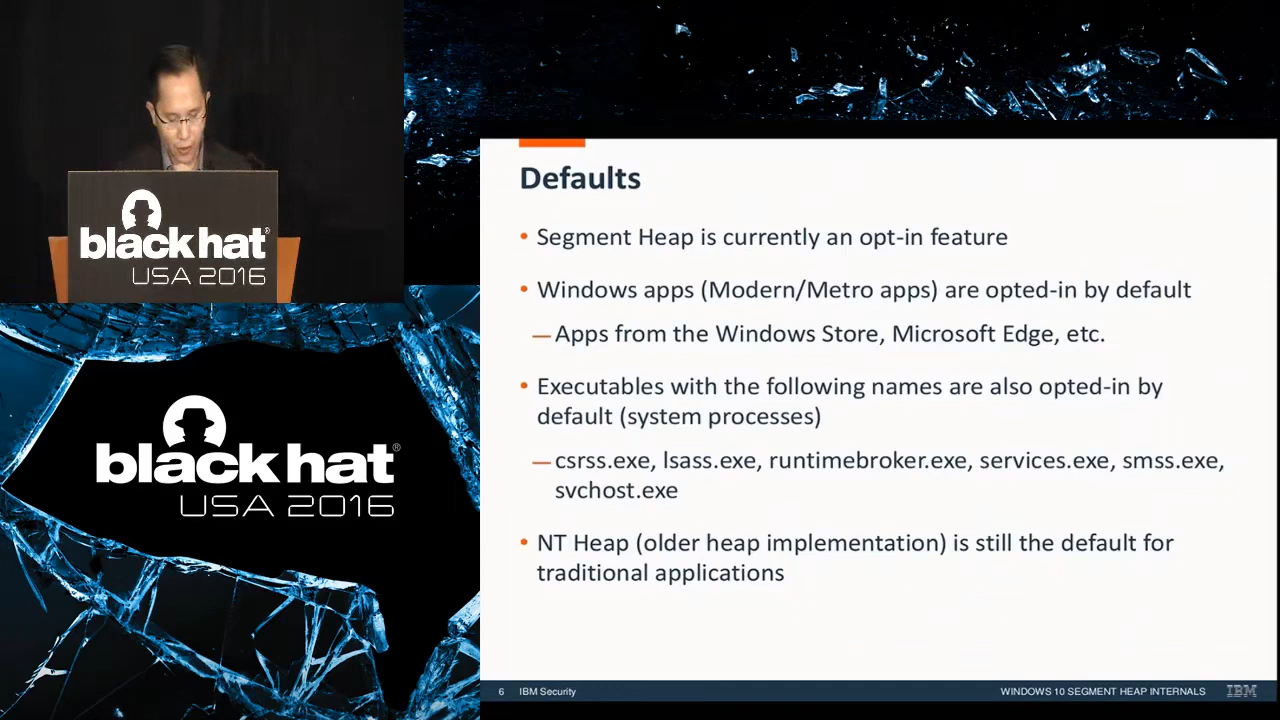 black hat®
USA 2016
black hat®
USA 2016
Defaults
• Segment Heap is currently an opt-in feature
• Windows apps (Modern/Metro apps) are opted-in by default
— Apps from the Windows Store, Microsoft Edge, etc.
• Executables with the following names are also opted-in by
default (system processes)
— csrss.exe, lsass.exe, runtimebroker.exe, services.exe, smss.exe,
svchost.exe
• NT Heap (older heap implementation) is still the default for
traditional applications
6 IBM Security WINDOWS 10 SEGMENT HEAP INTERNALS IBM